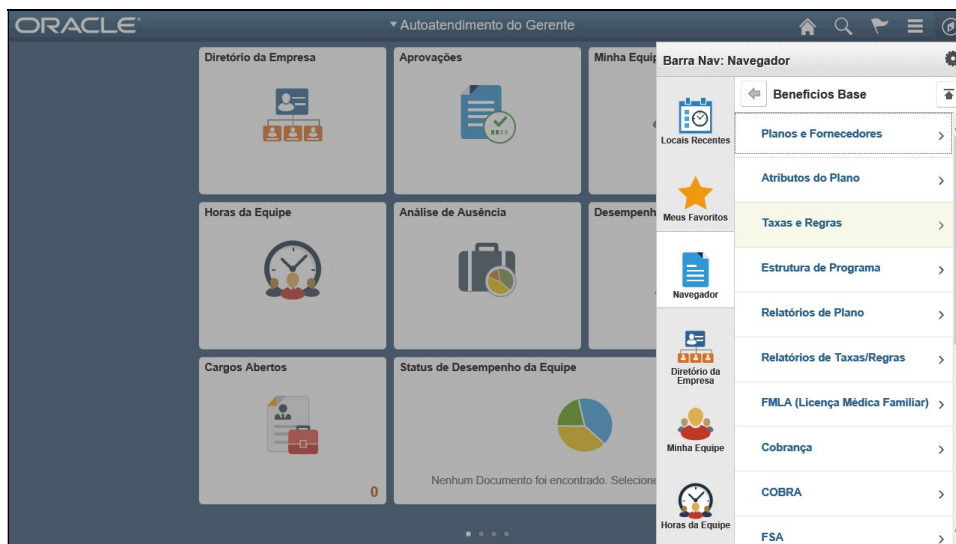 ORACLE
Autoatendimento do Gerente
Diretório da Empresa
Aprovações
Minha Equip
Horas da Equipe
Análise de Ausência
Desempenh
Cargos Abertos
0
Status de Desempenho da Equipe
Nenhum Documento foi encontrado. Selecione
Barra Nav: Navegador
Locais Recentes
Meus Favoritos
Navegador
Diretório da
Empresa
Minha Equipe
Horas da Equipe
Benefícios Base
Planos e Fornecedores
Atributos do Plano
Taxas e Regras
Estrutura de Programa
Relatórios de Plano
Relatórios de Taxas/Regras
FMLA (Licença Médica Familiar)
Cobrança
COBRA
FSA